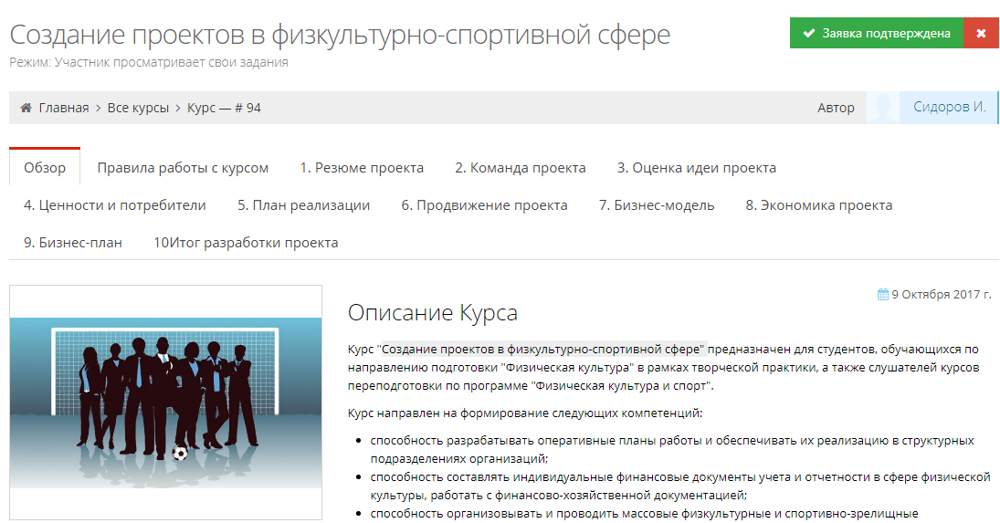 Создание проектов в физкультурно-спортивной сфере
Заявка подтверждена
Режим: Участник просматривает свои задания
Главная > Все курсы > Курс — # 94
Автор Сидоров И.
Обзор Правила работы с курсом 1. Резюме проекта 2. Команда проекта 3. Оценка идеи проекта
4. Ценности и потребители 5. План реализации 6. Продвижение проекта 7. Бизнес-модель 8. Экономика проекта
9. Бизнес-план 10Итог разработки проекта
9 Октября 2017 г.
Описание Курса
Курс "Создание проектов в физкультурно-спортивной сфере" предназначен для студентов, обучающихся по
направлению подготовки "Физическая культура" в рамках творческой практики, а также слушателей курсов
переподготовки по программе "Физическая культура и спорт".
Курс направлен на формирование следующих компетенций:
• способность разрабатывать оперативные планы работы и обеспечивать их реализацию в структурных
подразделениях организаций;
• способность составлять индивидуальные финансовые документы учета и отчетности в сфере физической
культуры, работать с финансово-хозяйственной документацией;
• способность организовывать и проводить массовые физкультурные и спортивно-зрелищные